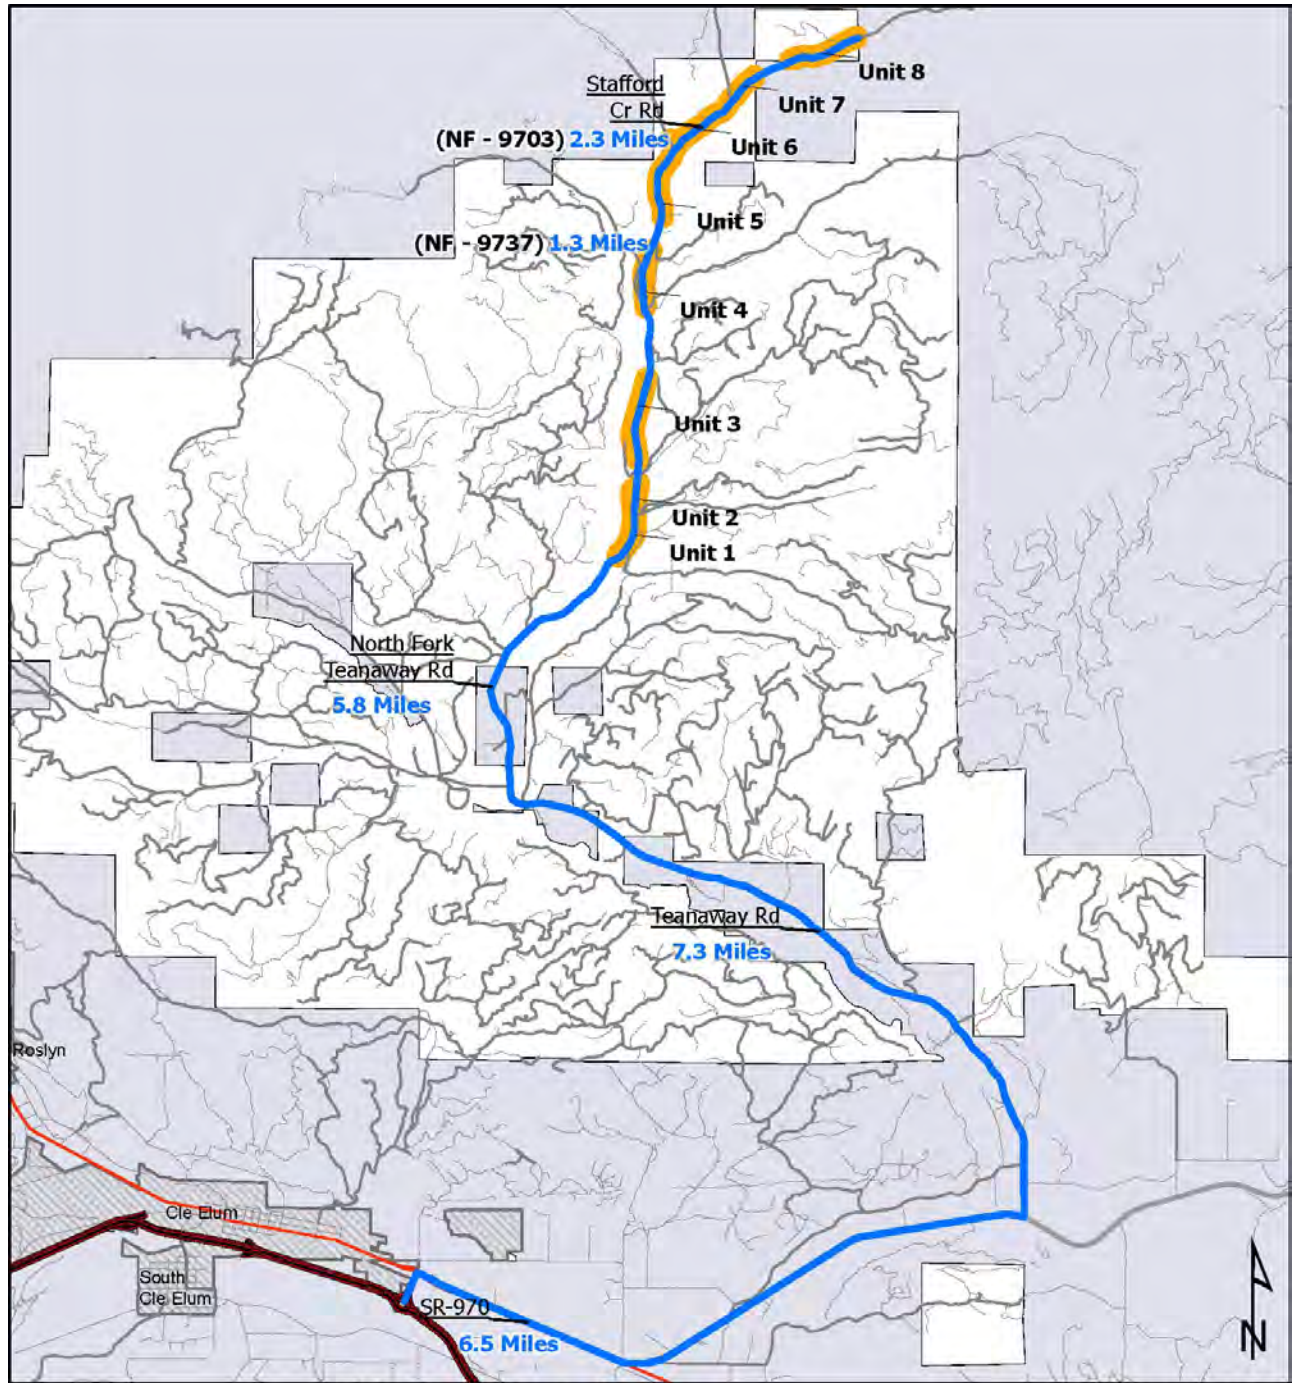 Unit 8
Stafford
Cr Rd
Unit 7
(NF - 9703) 2.3 Miles
Unit 6
Unit 5
(NF - 9737) 1.3 Miles
Unit 4
Unit 3
Unit 2
Unit 1
North Fork
Teanaway Rd
5.8 Miles
Teanaway Rd
7.3 Miles
Roslyn
Cle Elum
South
Cle Elum
SR-970
6.5 Miles
N